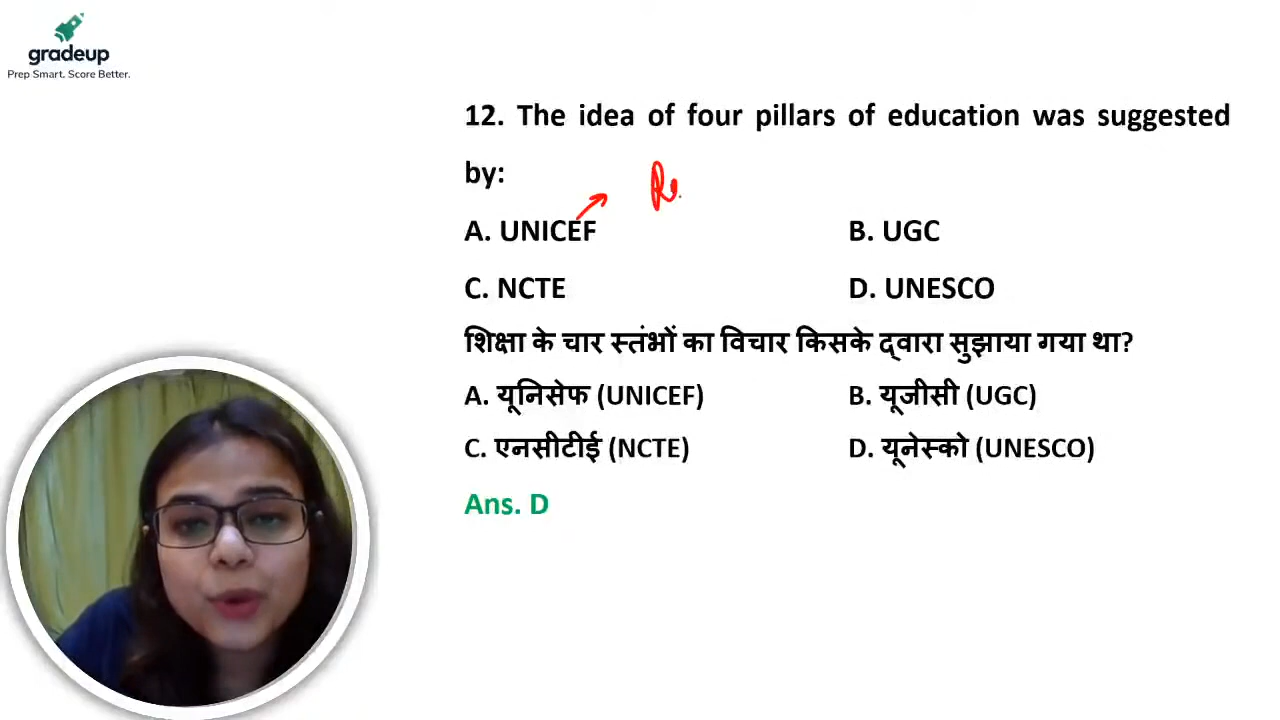 gradeup
Prep Smart. Score Better.
12. The idea of four pillars of education was suggested
by:
A. UNICEF B. UGC
C. NCTE D. UNESCO
शिक्षा के चार स्तंभों का विचार किसके द्वारा सुझाया गया था?
A. यूनिसेफ (UNICEF) B. यूजीसी (UGC)
C. एनसीटीई (NCTE) D. यूनेस्को (UNESCO)
Ans. D